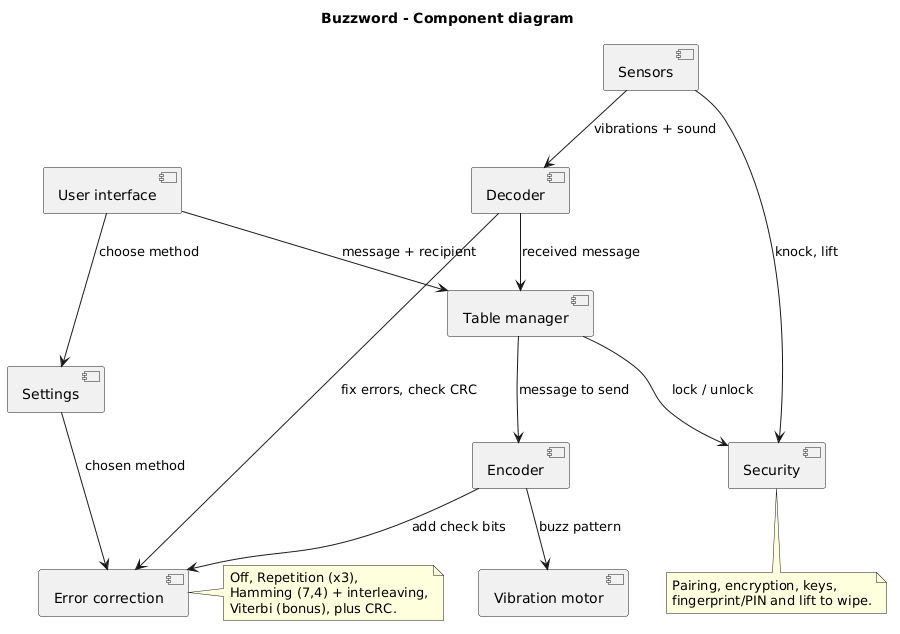 Buzzword - Component diagram
Sensors
vibrations + sound
User interface
Decoder
choose method
message + recipient
received message
knock, lift
Table manager
Settings
fix errors, check CRC
message to send
lock / unlock
chosen method
Encoder
Security
add check bits
buzz pattern
Error correction
Off, Repetition (x3),
Hamming (7,4) + interleaving,
Viterbi (bonus), plus CRC.
Vibration motor
Pairing, encryption, keys,
fingerprint/PIN and lift to wipe.